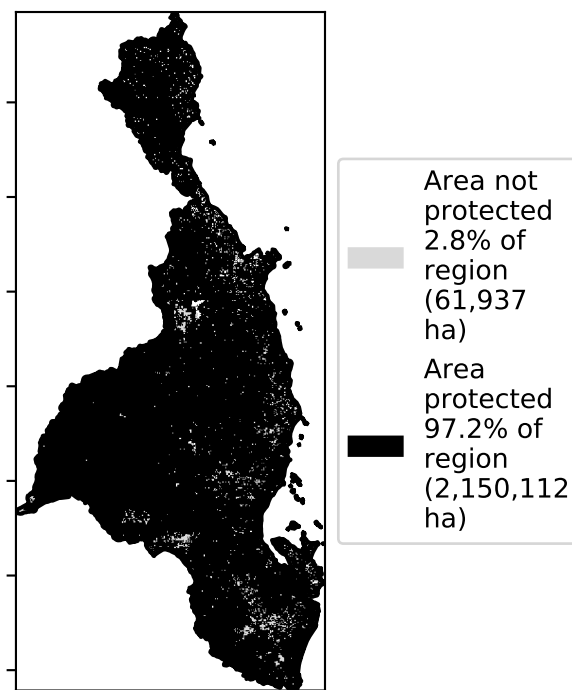 Area not
protected
2.8% of
region
(61,937
ha)
Area
protected
97.2% of
region
(2,150,112
ha)